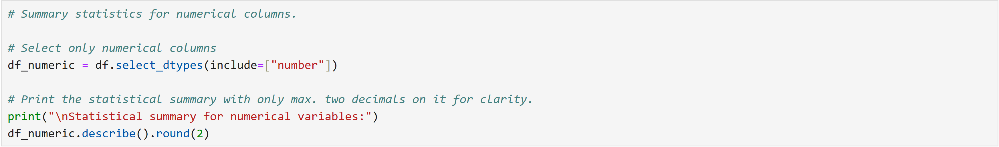 # Summary statistics for numerical columns.
# Select only numerical columns
df_numeric = df.select_dtypes(include=["number"])
# Print the statistical summary with only max. two decimals on it for clarity.
print("\nStatistical summary for numerical variables:")
df_numeric.describe().round(2)